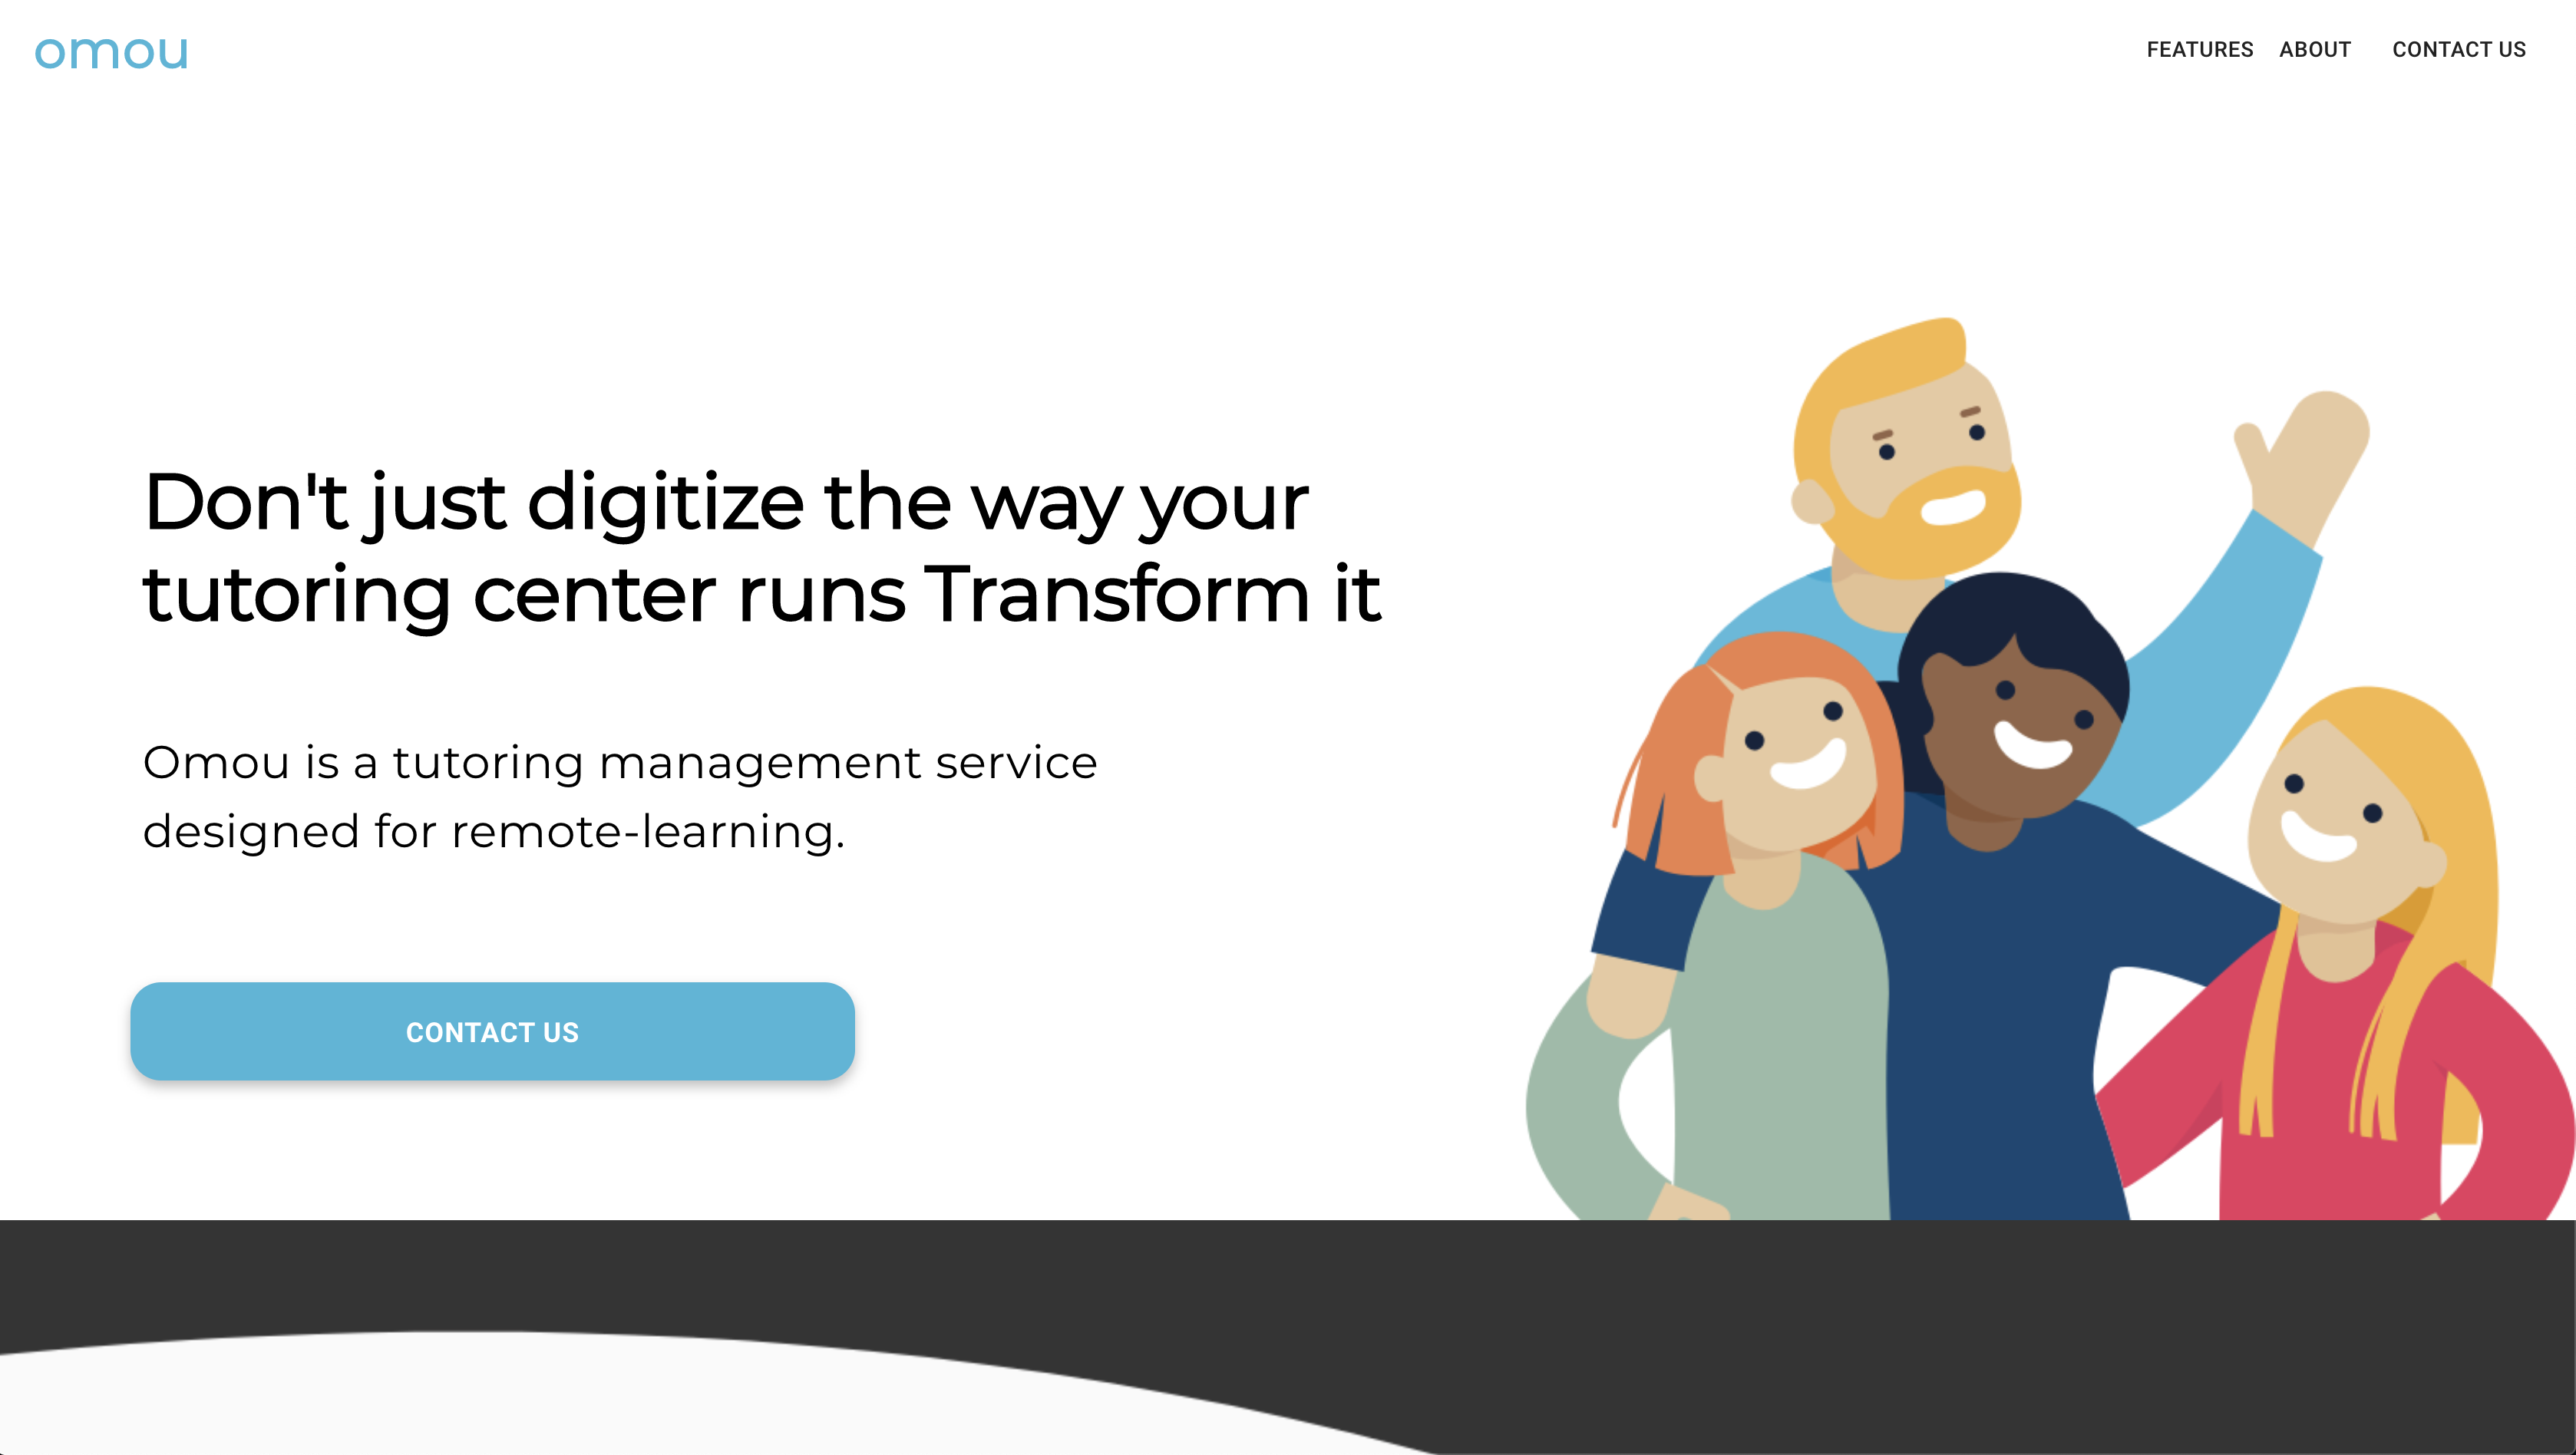 omou
FEATURES ABOUT CONTACT US
Don't just digitize the way your
tutoring center runs Transform it
Omou is a tutoring management service
designed for remote-learning.
CONTACT US